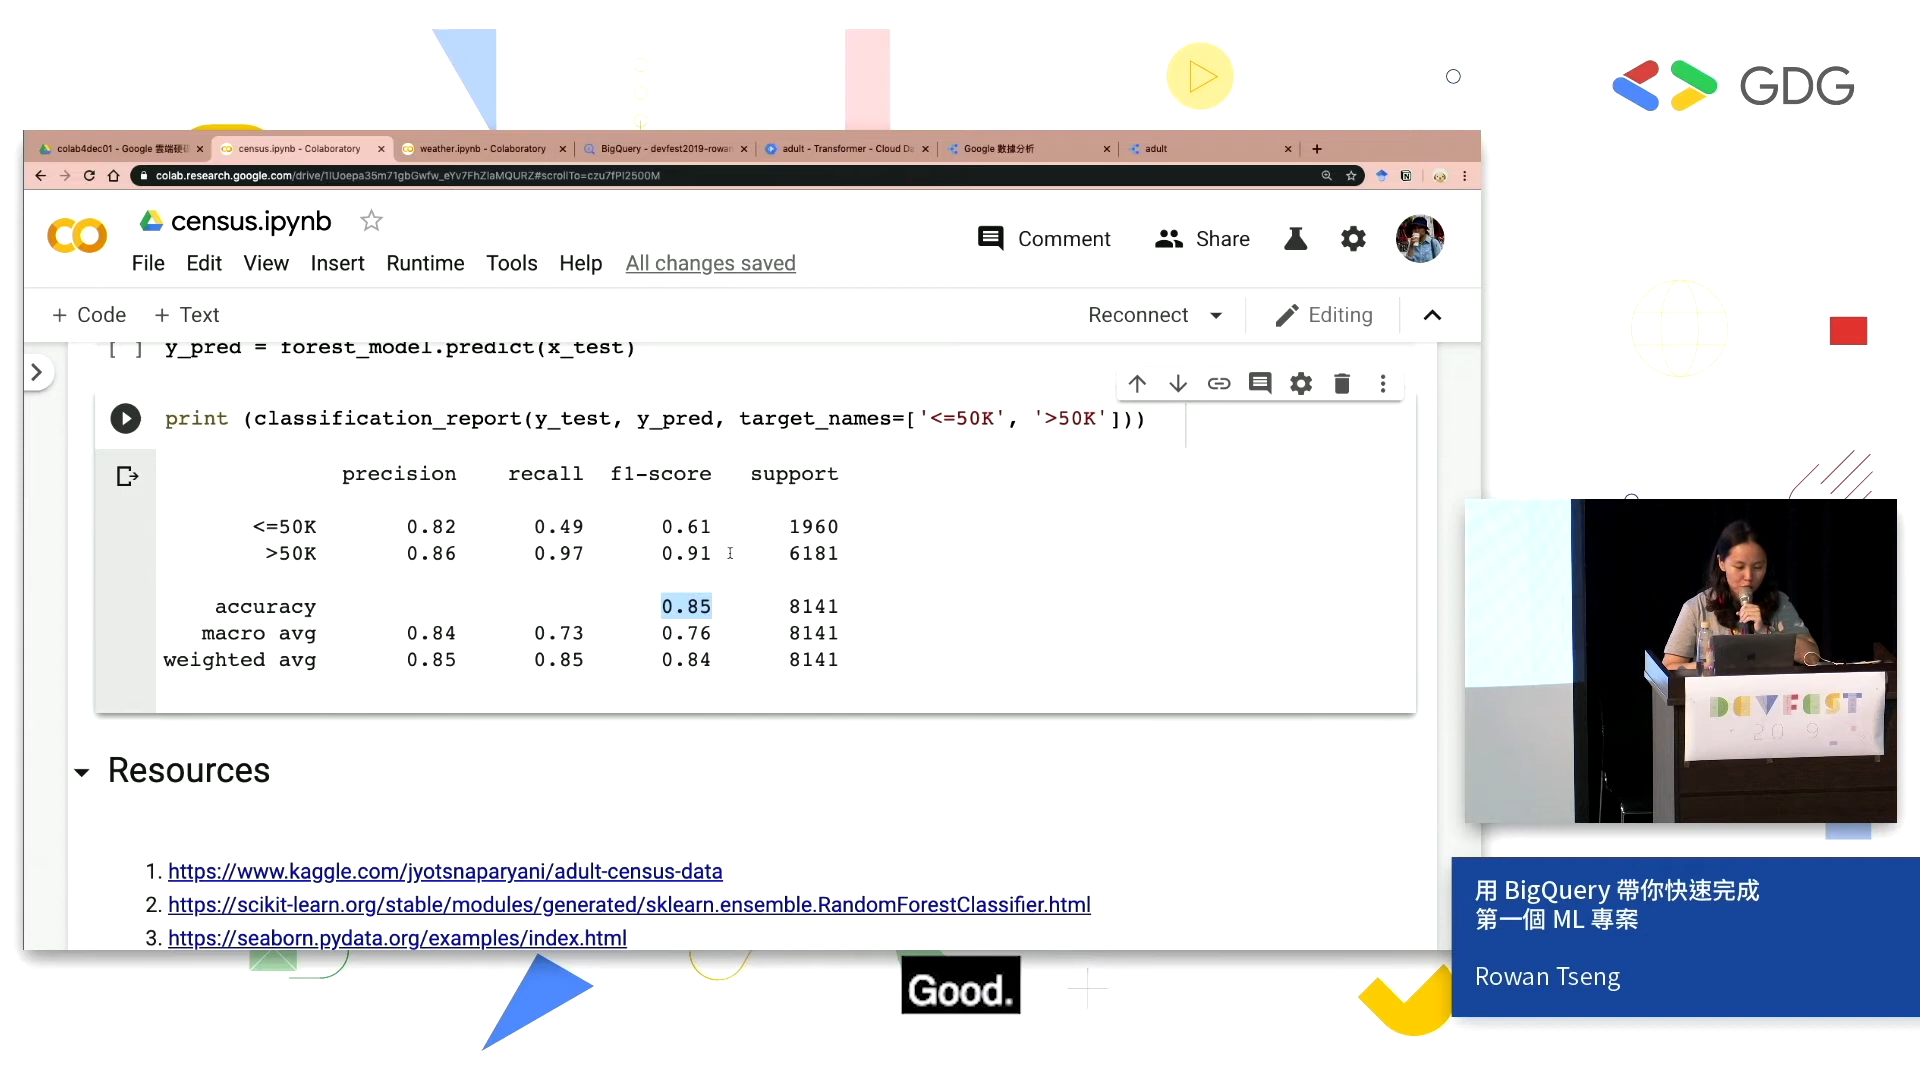 GDG
colab4dec01 - Google 雲端硬
census.ipynb - Colaboratory
weather.ipynb - Colaboratory
BigQuery - devfest2019-rowan
adult - Transformer - Cloud Da
Google 數據分析
adult
colab.research.google.com/drive/1IUoepa35m71gbGwfw_eYv7FhZIaMQURZ#scrollTo=czu7fPI2500M
census.ipynb
Comment
Share
File Edit View Insert Runtime Tools Help All changes saved
+ Code + Text
Reconnect
Editing
[ ] y_pred = forest_model.predict(x_test)
print (classification_report(y_test, y_pred, target_names=['<=50K', '>50K']))
precision recall f1-score support
<=50K 0.82 0.49 0.61 1960
>50K 0.86 0.97 0.91 6181
accuracy 0.85 8141
macro avg 0.84 0.73 0.76 8141
weighted avg 0.85 0.85 0.84 8141
Resources
1. https://www.kaggle.com/jyotsnaparyani/adult-census-data
2. https://scikit-learn.org/stable/modules/generated/sklearn.ensemble.RandomForestClassifier.html
3. https://seaborn.pydata.org/examples/index.html
DEVFEST
用 BigQuery 帶你快速完成
第一個 ML 專案
Rowan Tseng
Good.